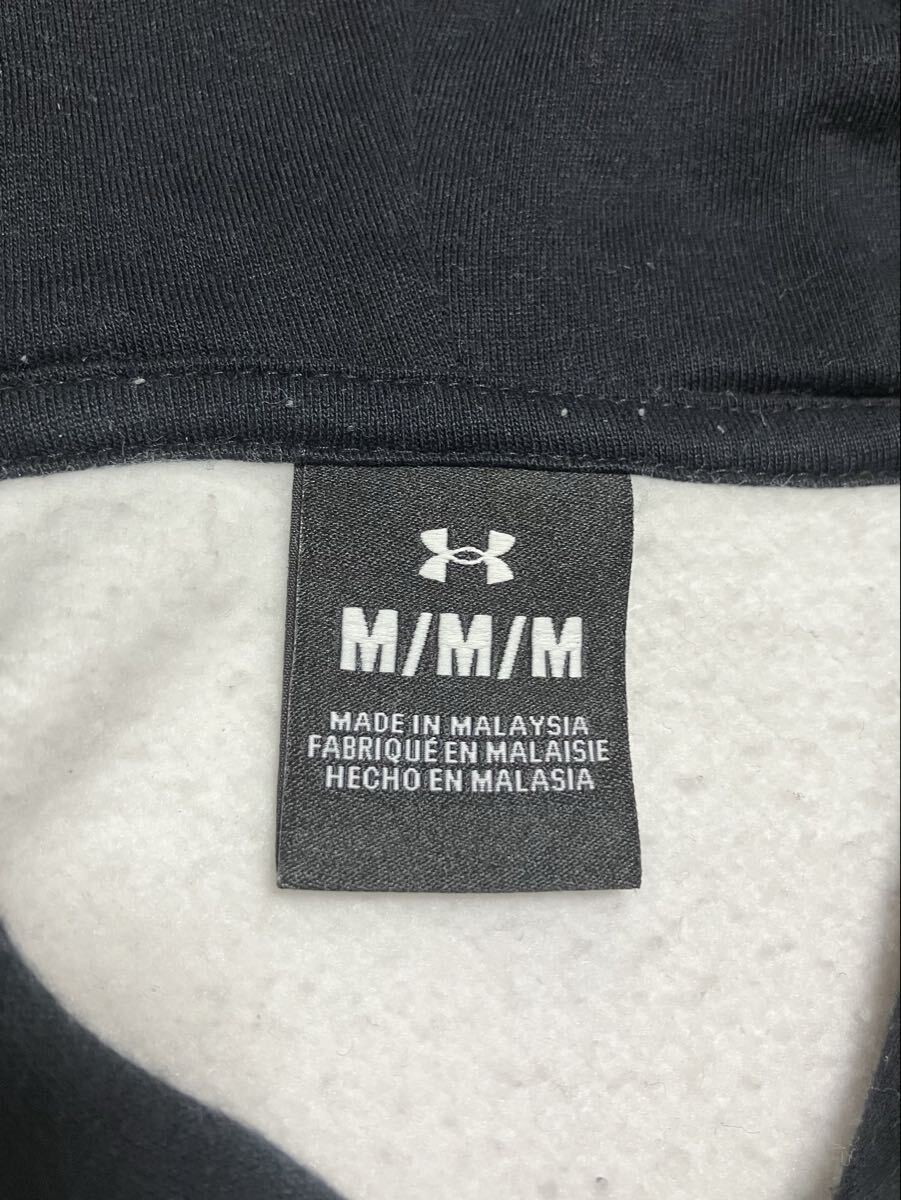 M/M/M
MADE IN MALAYSIA
FABRIQUÉ EN MALAISIE
HECHO EN MALASIA